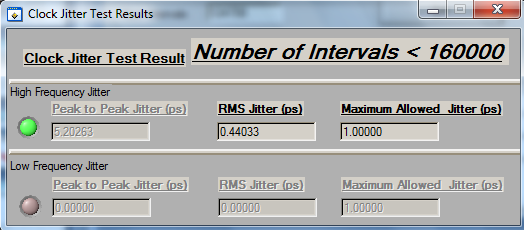 Clock Jitter Test Results
Clock Jitter Test Result Number of Intervals < 160000
High Frequency Jitter
Peak to Peak Jitter (ps) RMS Jitter (ps) Maximum Allowed Jitter (ps)
5.20263 0.44033 1.00000
Low Frequency Jitter
Peak to Peak Jitter (ps) RMS Jitter (ps) Maximum Allowed Jitter (ps)
0.00000 0.00000 1.00000